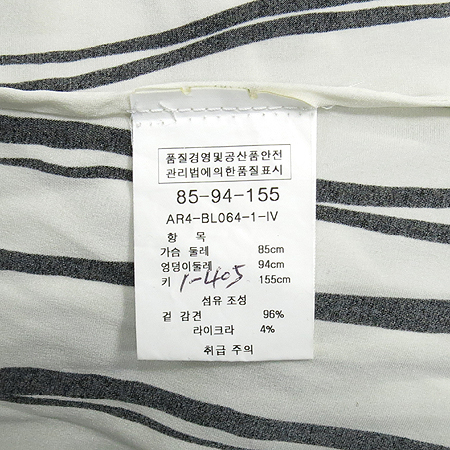 품질경영및공산품안전
관리법에의한품질표시
85-94-155
AR4-BL064-1-IV
항 목
가슴 둘레 85cm
엉덩이둘레 94cm
키 1-405 155cm
섬유 조성
겉 감견 96%
라이크라 4%
취급 주의